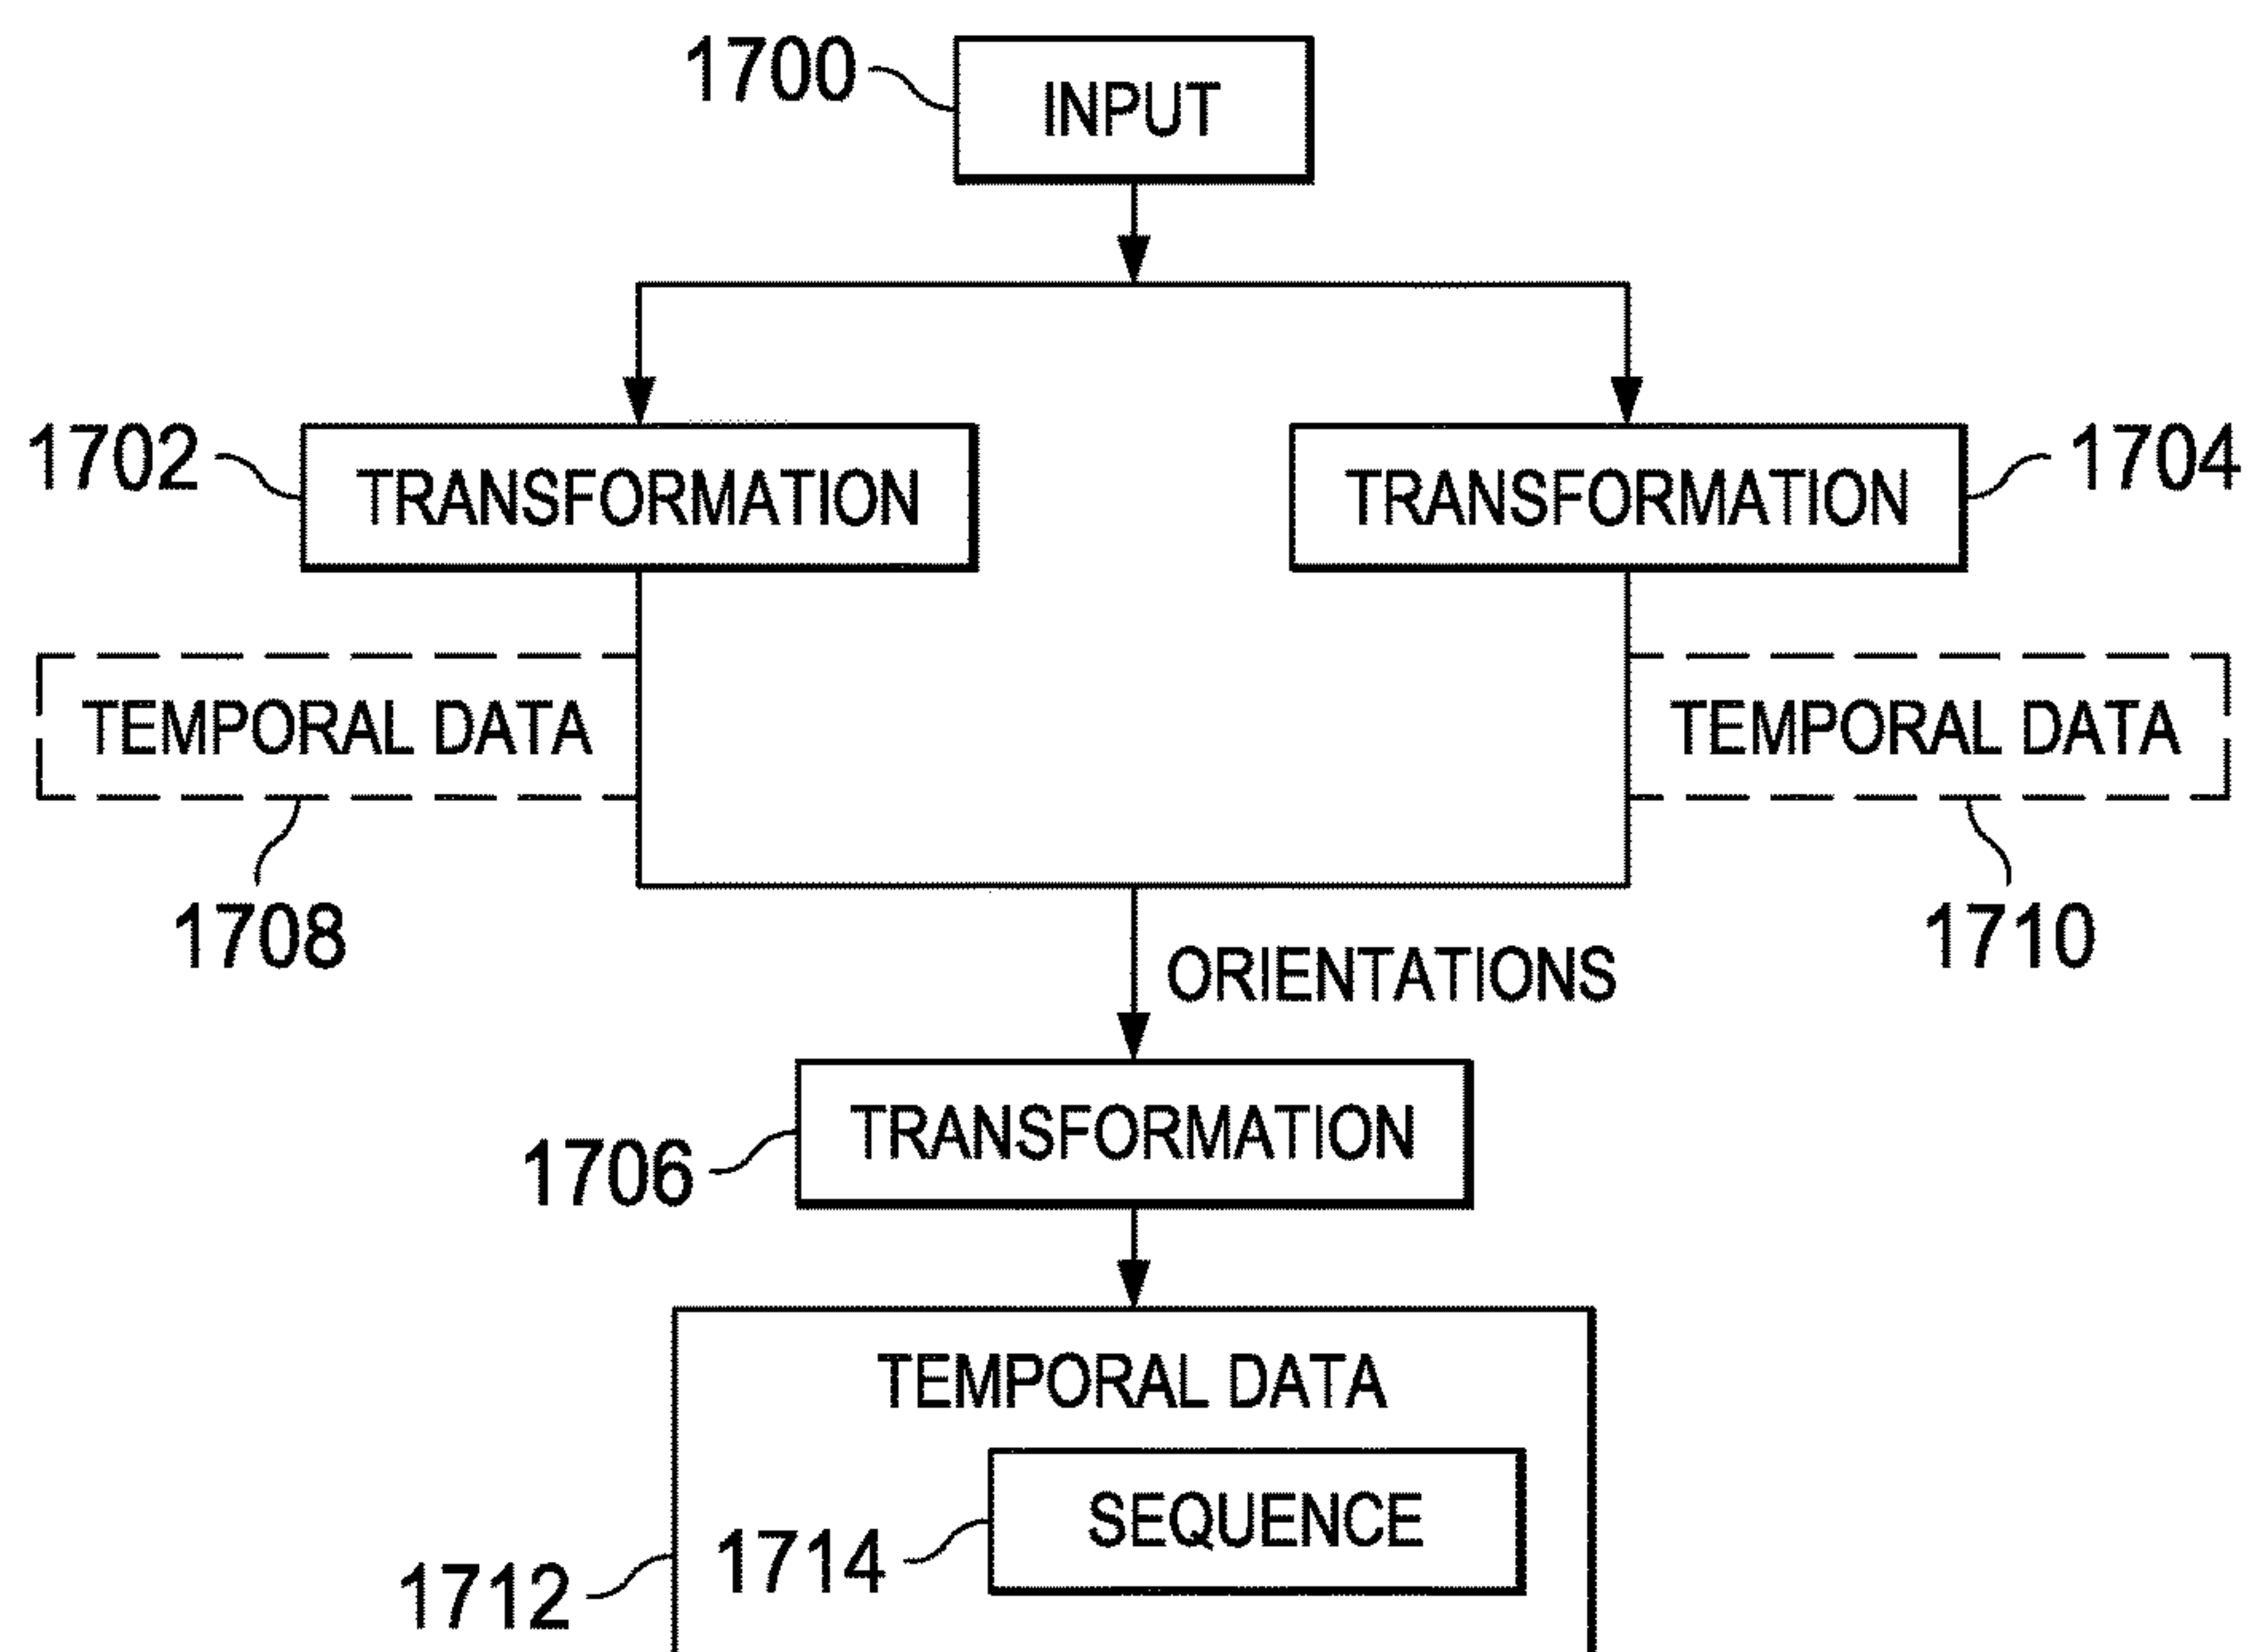 1700
INPUT
1702
TRANSFORMATION
TRANSFORMATION
1704
TEMPORAL DATA
TEMPORAL DATA
1708
1710
ORIENTATIONS
TRANSFORMATION
1706
TEMPORAL DATA
SEQUENCE
1714
1712